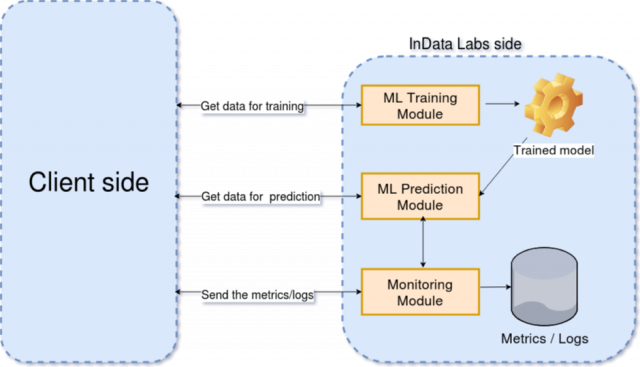 InData Labs side
Client side
Get data for training
ML Training
Module
Trained model
Get data for prediction
ML Prediction
Module
Send the metrics/logs
Monitoring
Module
Metrics / Logs